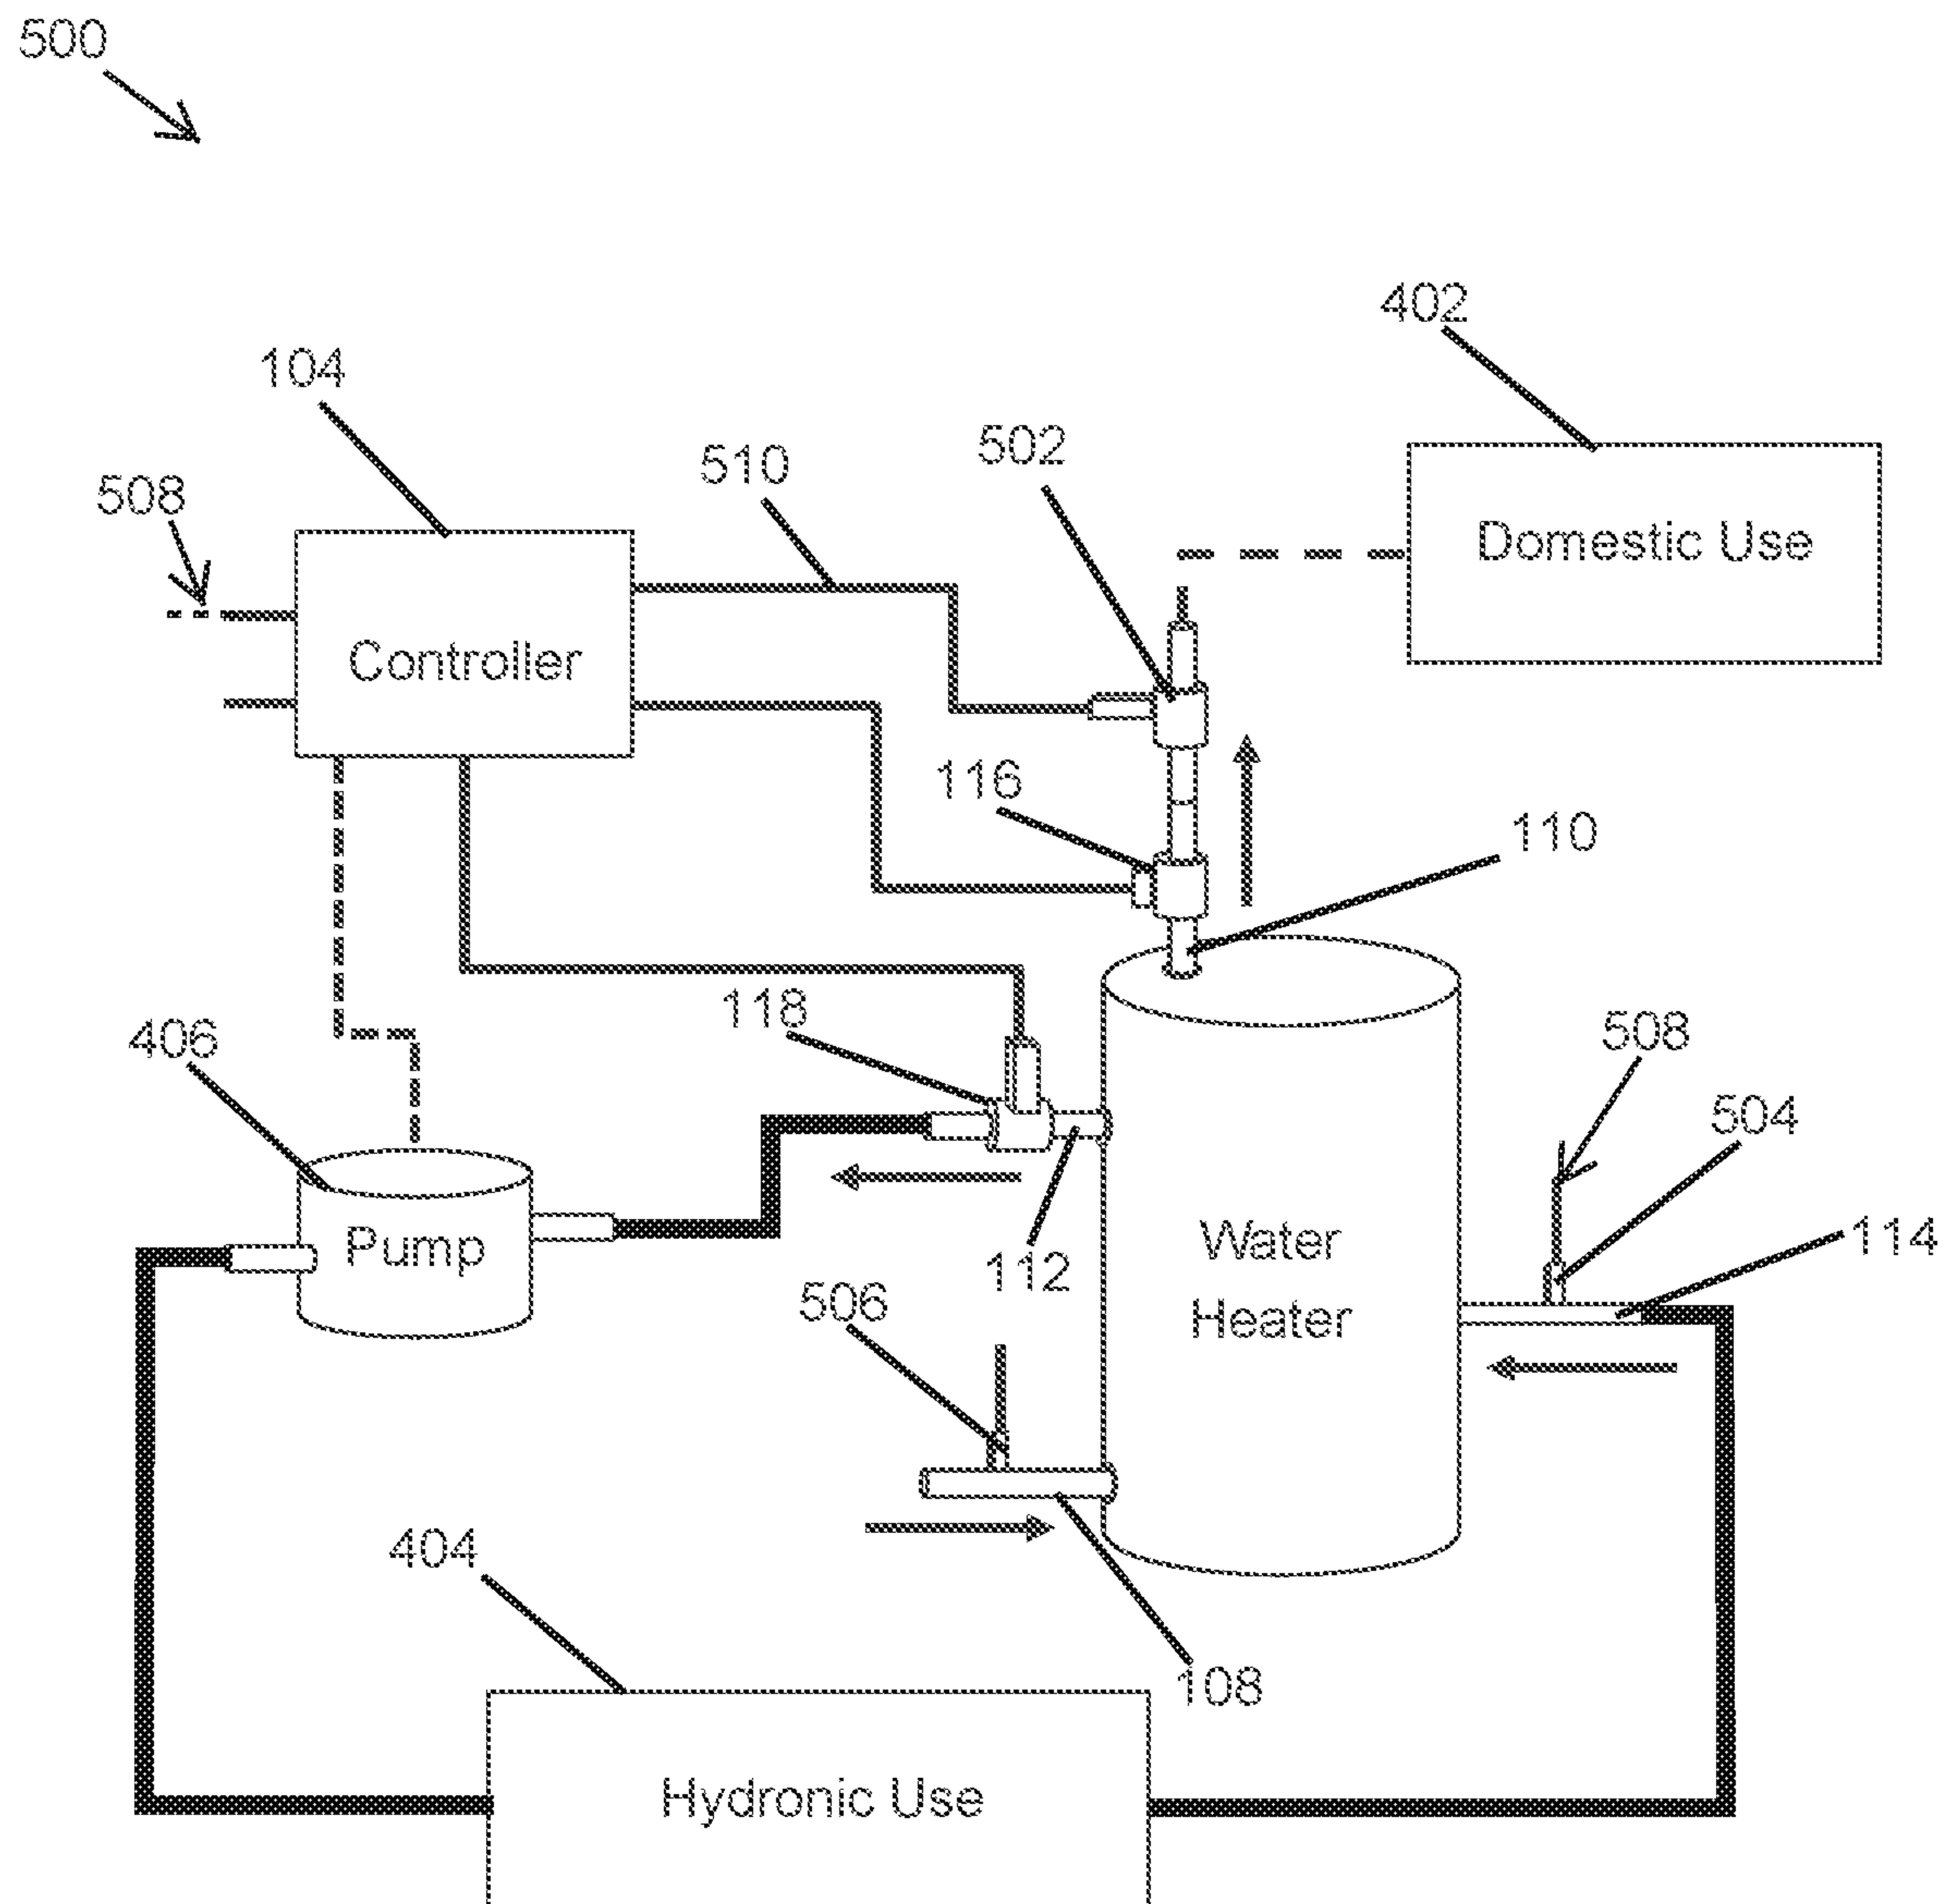 500
402
104
502
510
508
Domestic Use
Controller
116
110
118
406
508
504
Pump
112
Water
Heater
114
506
404
108
Hydronic Use